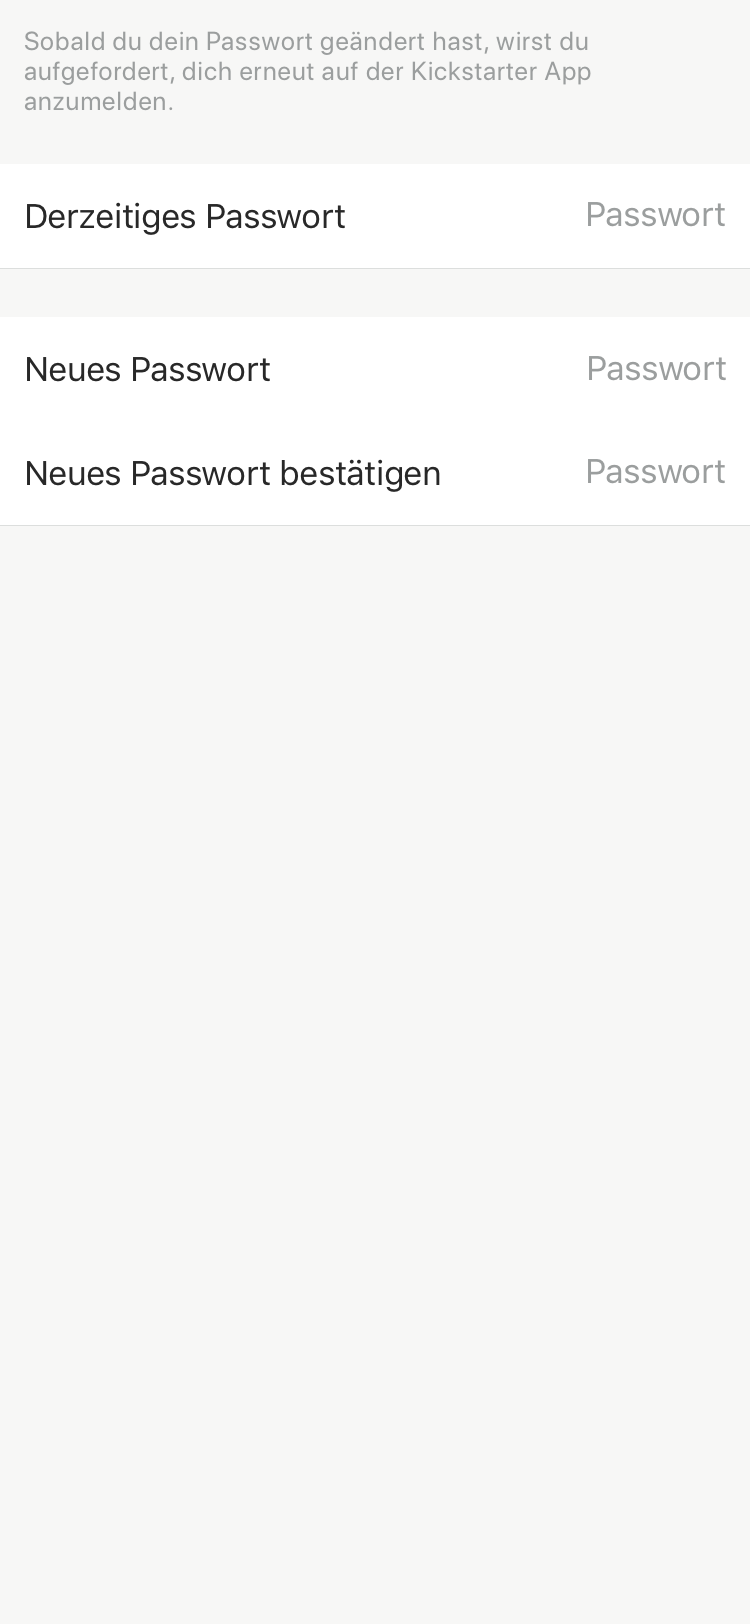 Sobald du dein Passwort geändert hast, wirst du
aufgefordert, dich erneut auf der Kickstarter App
anzumelden.
Derzeitiges Passwort Passwort
Neues Passwort Passwort
Neues Passwort bestätigen Passwort